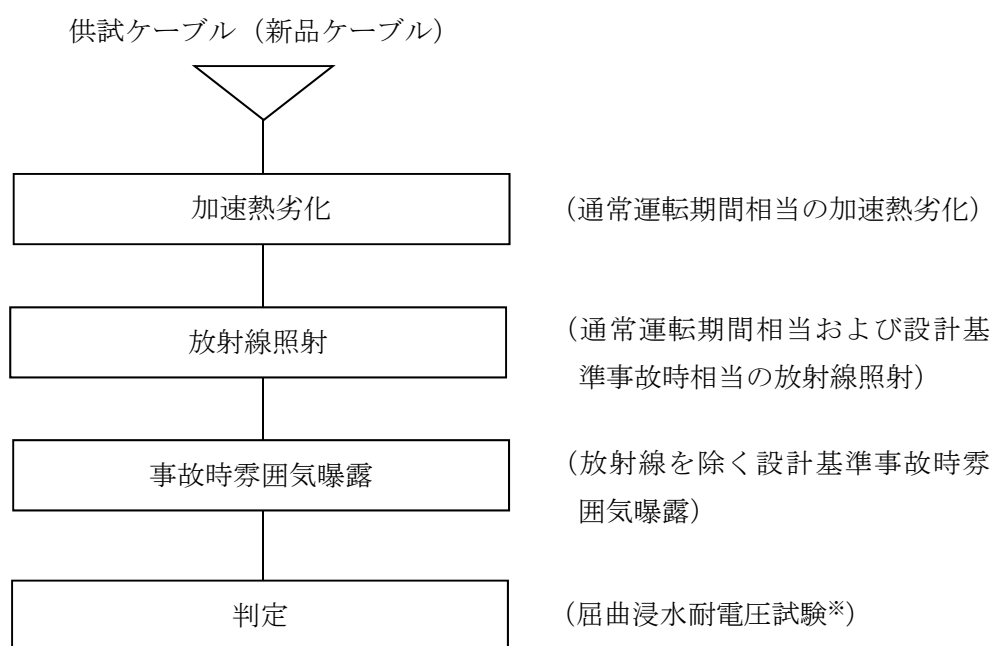 供試ケーブル（新品ケーブル）
加速熱劣化
（通常運転期間相当の加速熱劣化）
放射線照射
（通常運転期間相当および設計基
準事故時相当の放射線照射）
事故時雰囲気曝露
（放射線を除く設計基準事故時雰
囲気曝露）
判定
（屈曲浸水耐電圧試験※）